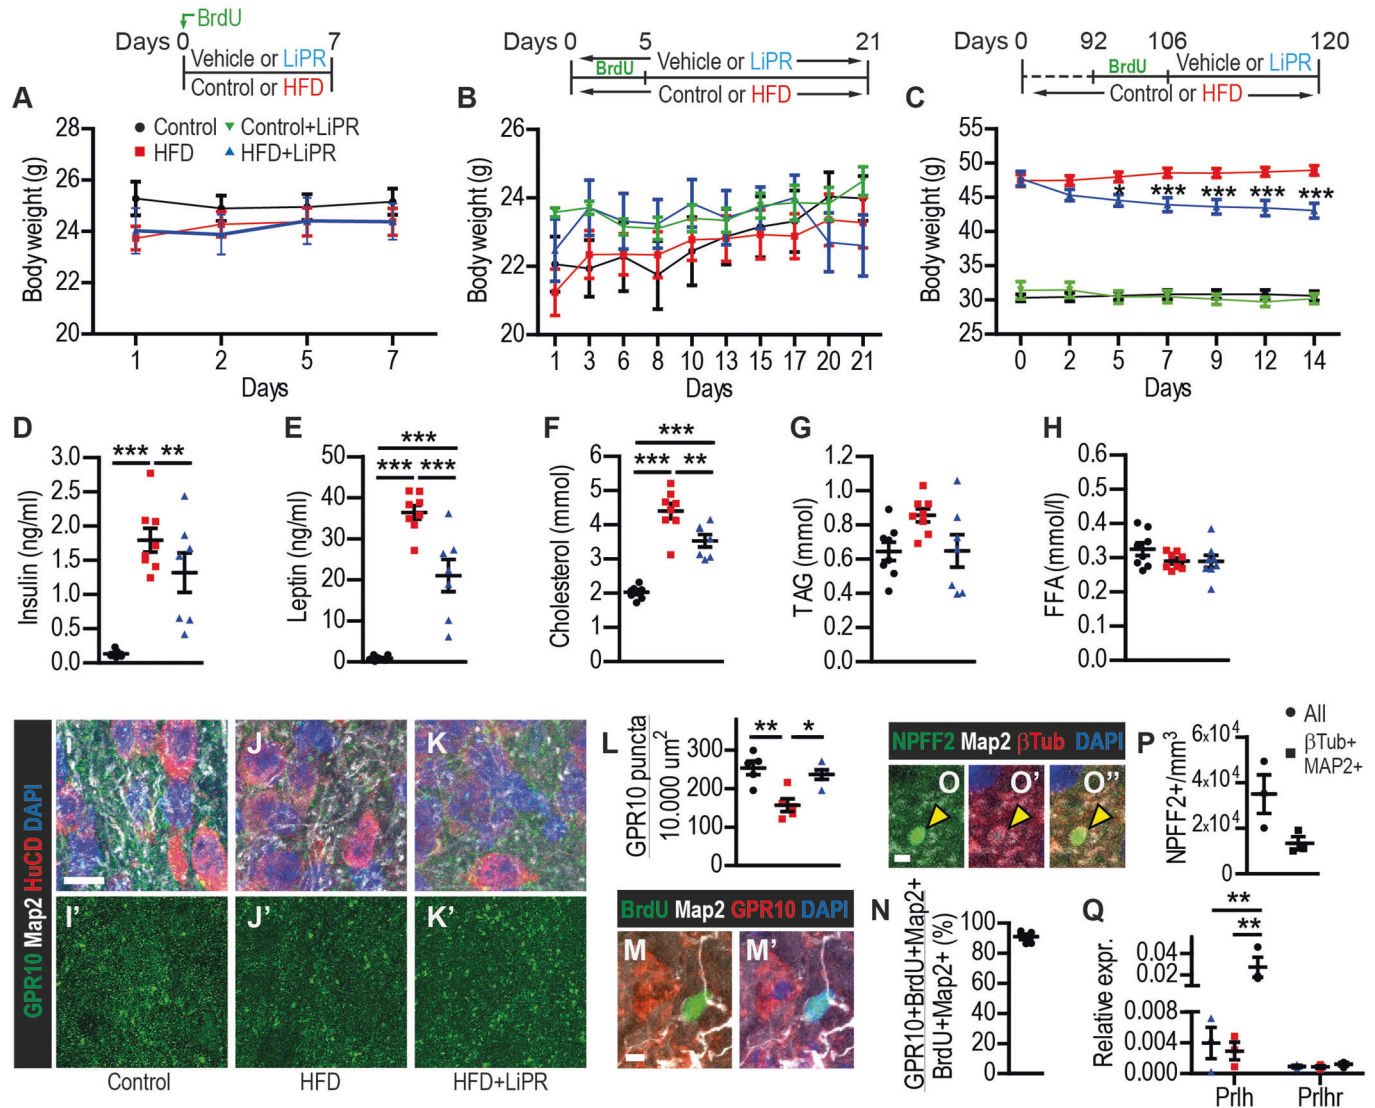 BrdU
Days 0 7
Vehicle or LiPR
Control or HFD
Days 0 5 21
Vehicle or LiPR
BrdU
Control or HFD
Days 0 92 106 120
BrdU Vehicle or LiPR
Control or HFD
A
Body weight (g)
28
26
24
22
20
Control
Control+LiPR
HFD
HFD+LiPR
1 2 5 7
Days
B
Body weight (g)
26
24
22
20
1 3 6 8 10 13 15 17 20 21
Days
C
Body weight (g)
55
50
45
40
35
30
25
* *** *** *** ***
0 2 5 7 9 12 14
Days
D
Insulin (ng/ml)
*** **
3.0
2.5
2.0
1.5
1.0
0.5
0.0
E
Leptin (ng/ml)
***
*** ***
50
40
30
20
10
0
F
Cholesterol (mmol)
***
*** **
6
5
4
3
2
1
0
G
TAG (mmol)
1.2
1.0
0.8
0.6
0.4
0.2
0.0
H
FFA (mmol/l)
0.6
0.5
0.4
0.3
0.2
0.1
0.0
GPR10 Map2 HuCD DAPI
I
J
K
I'
J'
K'
Control
HFD
HFD+LiPR
L
GPR10 puncta
10.000 um²
** *
300
200
100
0
BrdU Map2 GPR10 DAPI
M
M'
NPFF2 Map2 βTub DAPI
O
O'
O''
N
GPR10+BrdU+Map2+
BrdU+Map2+ (%)
100
80
60
40
20
0
P
NPFF2+/mm³
All
βTub+
MAP2+
6x10⁴
4x10⁴
2x10⁴
0
Q
Relative expr.
**
**
0.04
0.02
0.008
0.004
0.000
Prlh
Prlhr